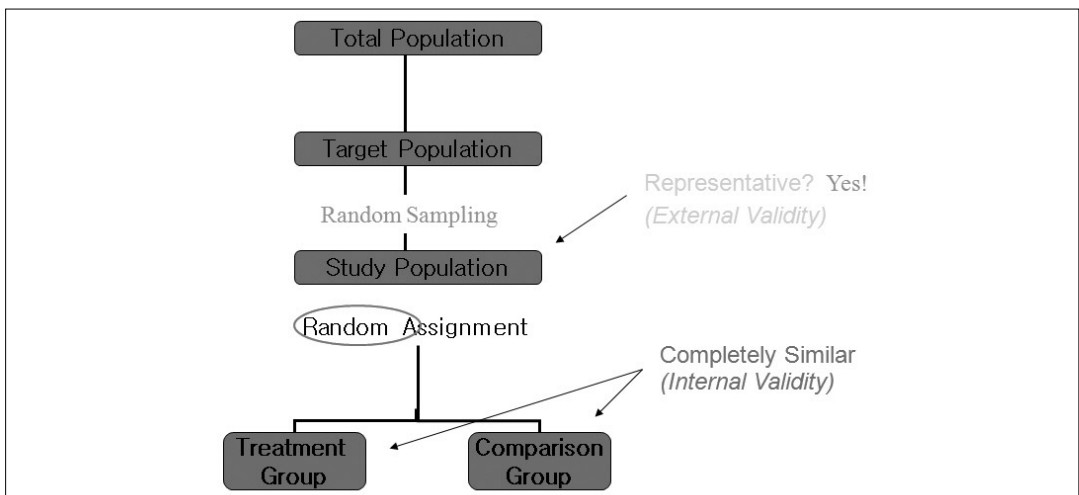 Total Population
Target Population
Representative? Yes!
Random Sampling
(External Validity)
Study Population
Random Assignment
Completely Similar
(Internal Validity)
Treatment
Group
Comparison
Group